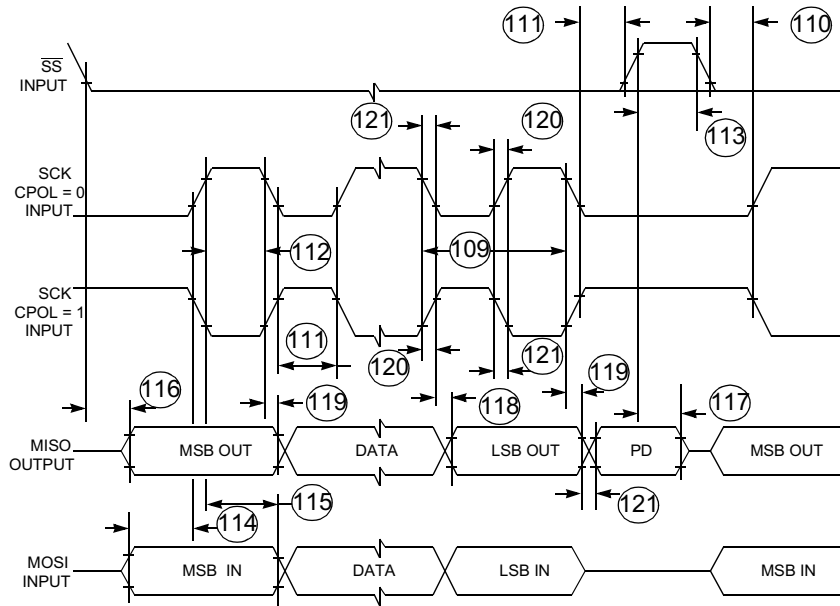 111
110
SS
INPUT
113
121
120
SCK
CPOL = 0
INPUT
112
109
SCK
CPOL = 1
INPUT
111
120
121
116
119
118
119
117
MISO
OUTPUT
MSB OUT
DATA
LSB OUT
PD
MSB OUT
115
121
114
MOSI
INPUT
MSB IN
DATA
LSB IN
MSB IN